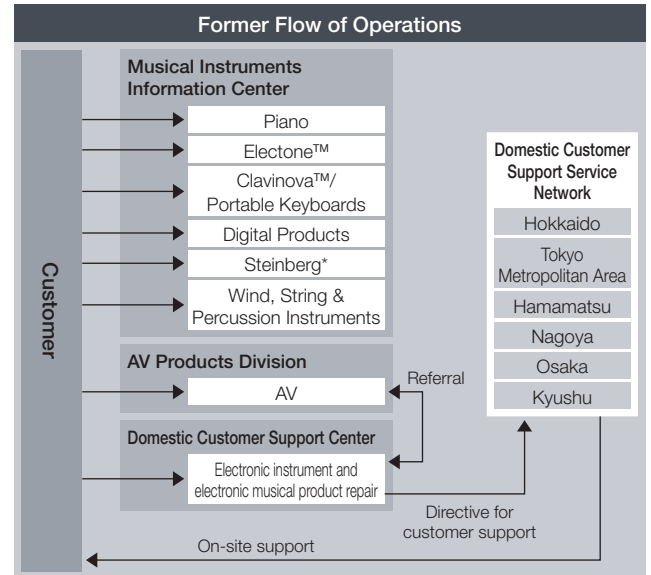 Former Flow of Operations
Customer
Musical Instruments
Information Center
Piano
Electone™
Clavinova™/
Portable Keyboards
Digital Products
Steinberg*
Wind, String &
Percussion Instruments
AV Products Division
AV
Domestic Customer Support Center
Electronic instrument and
electronic musical product repair
Referral
Domestic Customer
Support Service
Network
Hokkaido
Tokyo
Metropolitan Area
Hamamatsu
Nagoya
Osaka
Kyushu
Directive for
customer support
On-site support